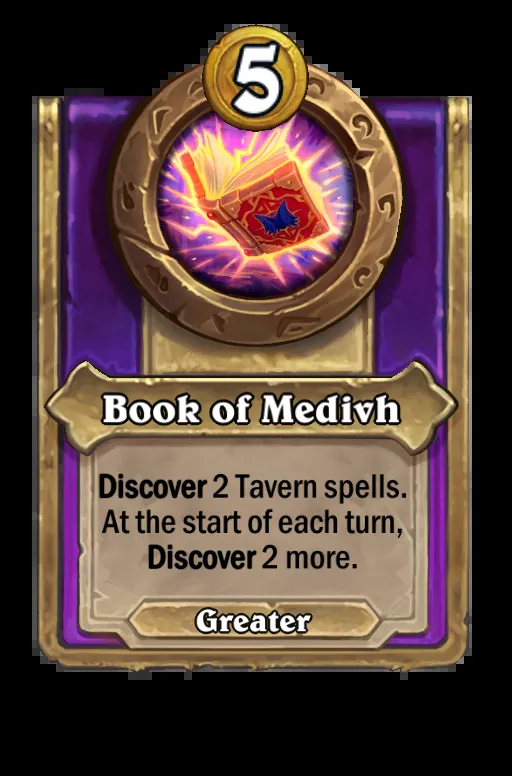 5
Book of Medivh
Discover 2 Tavern spells.
At the start of each turn,
Discover 2 more.
Greater